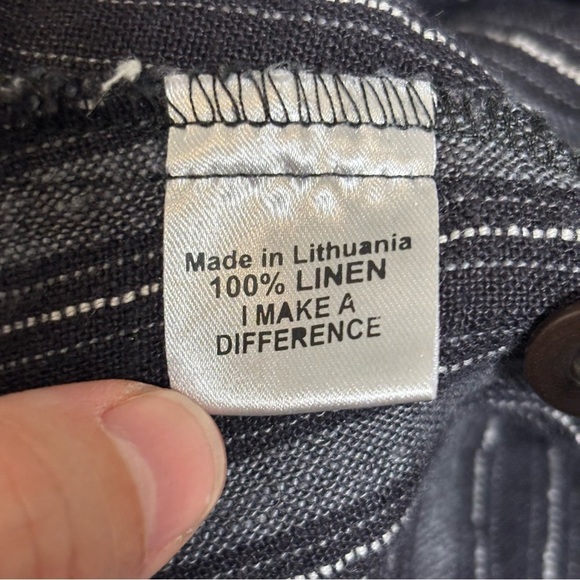 Made in Lithuania
100% LINEN
I MAKE A
DIFFERENCE